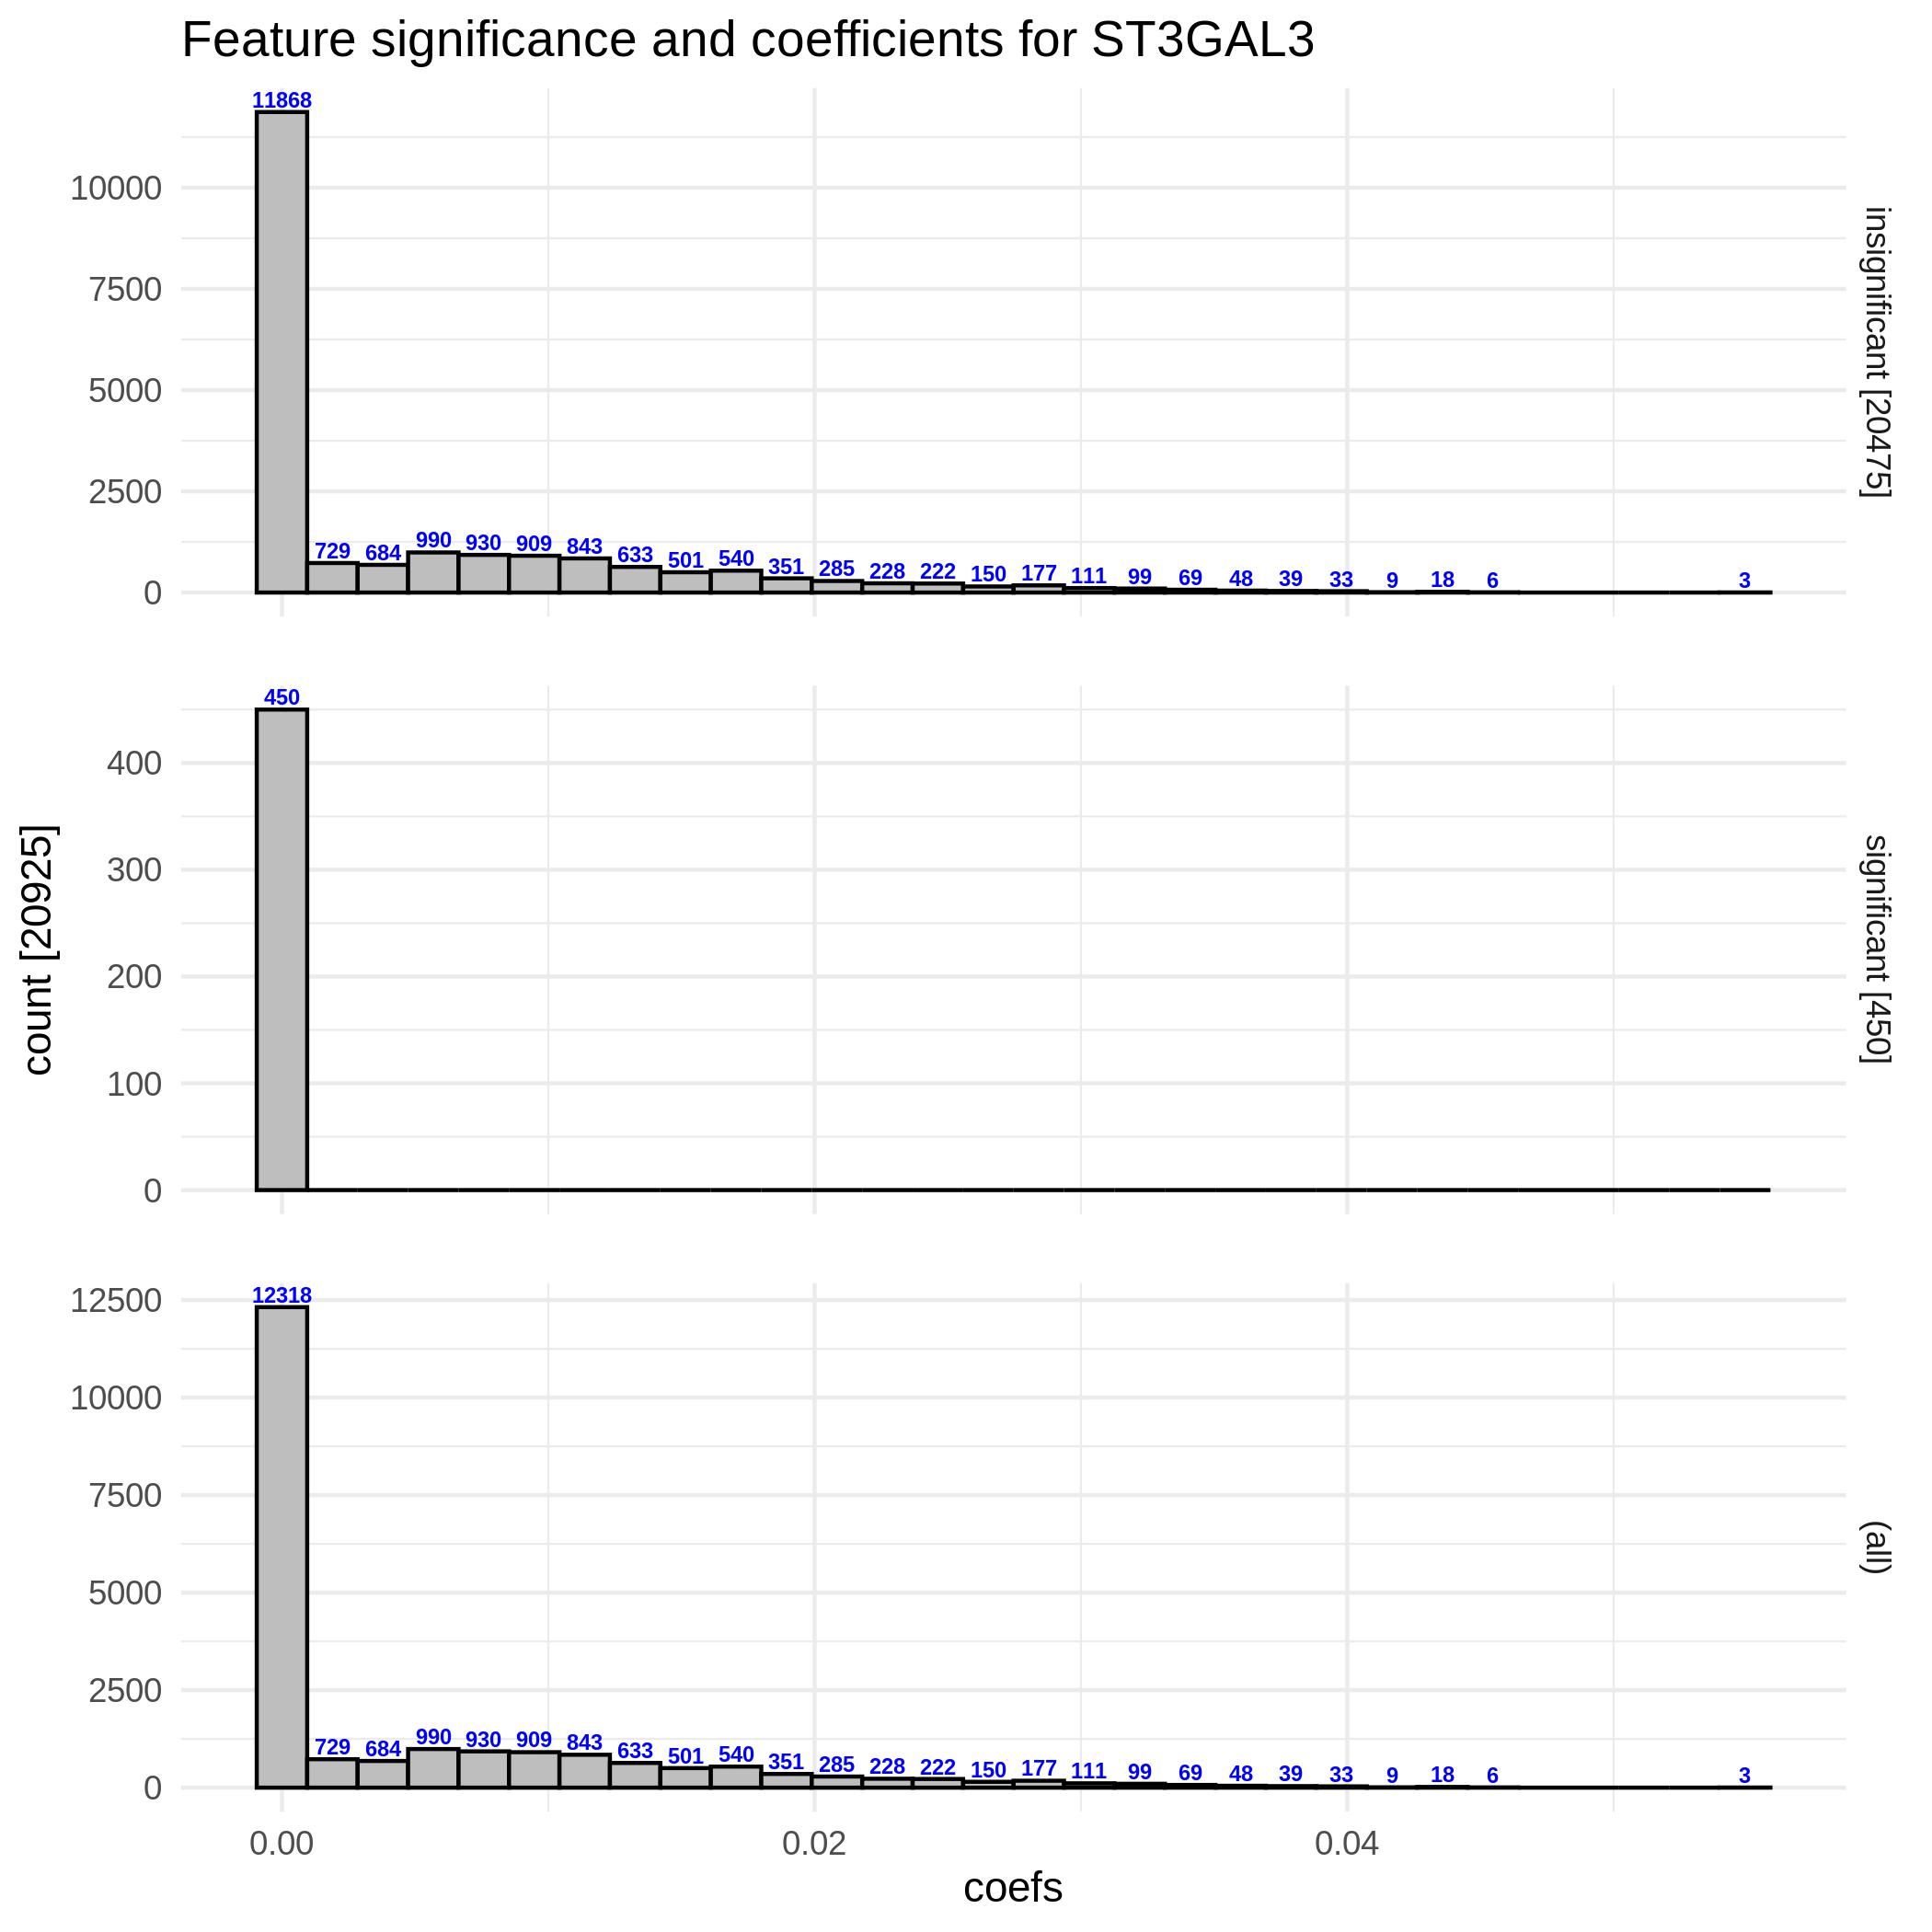 Feature significance and coefficients for ST3GAL3
11868
10000
7500
5000
2500
0
729 684 990 930 909 843 633 501 540 351 285 228 222 150 177 111 99 69 48 39 33 9 18 6 3
insignificant [20475]
450
400
300
200
100
0
significant [450]
count [20925]
12318
12500
10000
7500
5000
2500
0
729 684 990 930 909 843 633 501 540 351 285 228 222 150 177 111 99 69 48 39 33 9 18 6 3
(all)
0.00 0.02 0.04
coefs